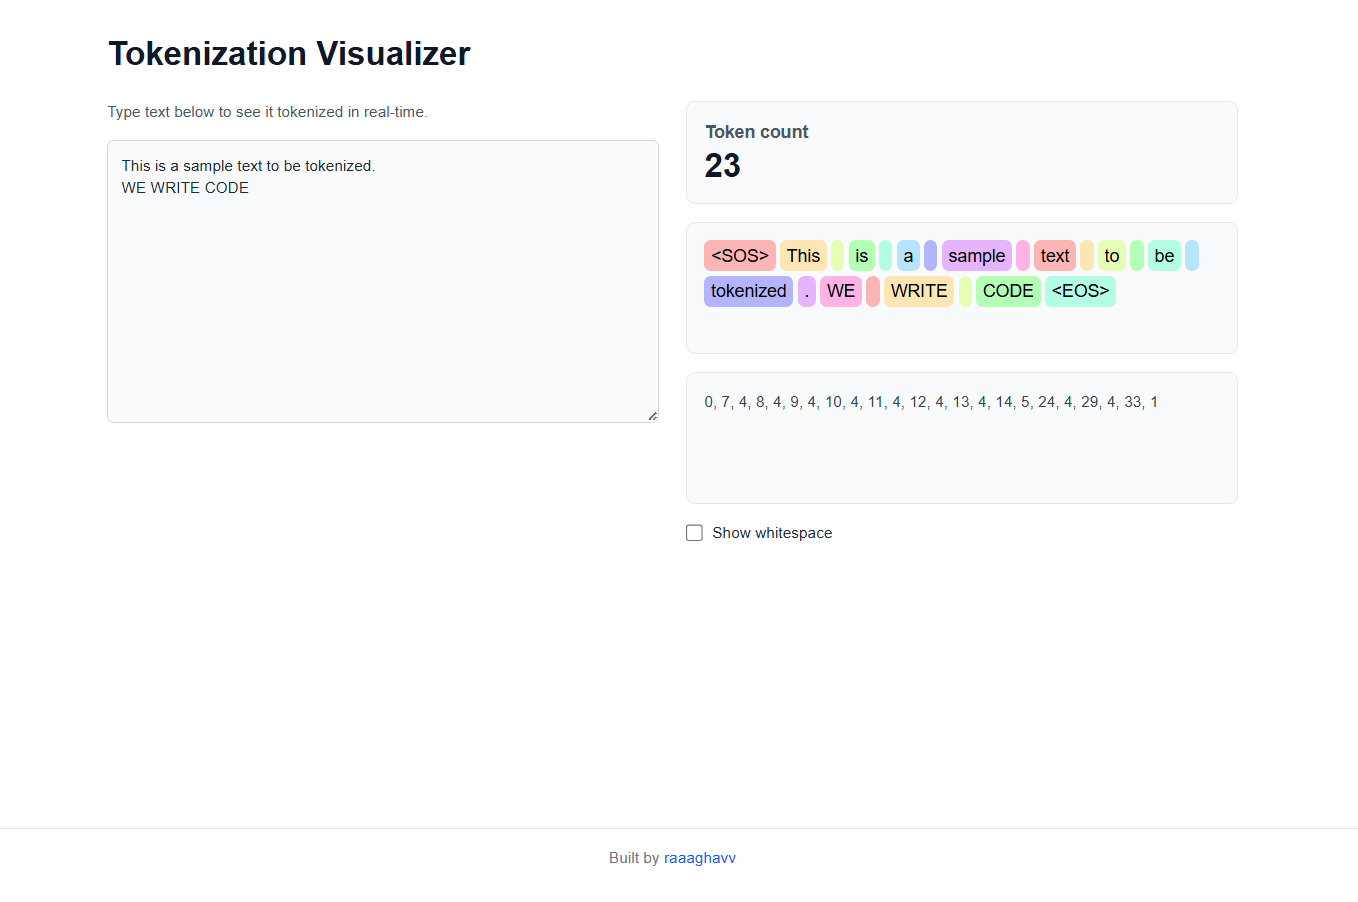 Tokenization Visualizer
Type text below to see it tokenized in real-time.
This is a sample text to be tokenized.
WE WRITE CODE
Token count
23
<SOS> This is a sample text to be
tokenized . WE WRITE CODE <EOS>
0, 7, 4, 8, 4, 9, 4, 10, 4, 11, 4, 12, 4, 13, 4, 14, 5, 24, 4, 29, 4, 33, 1
Show whitespace
Built by raaaghavv